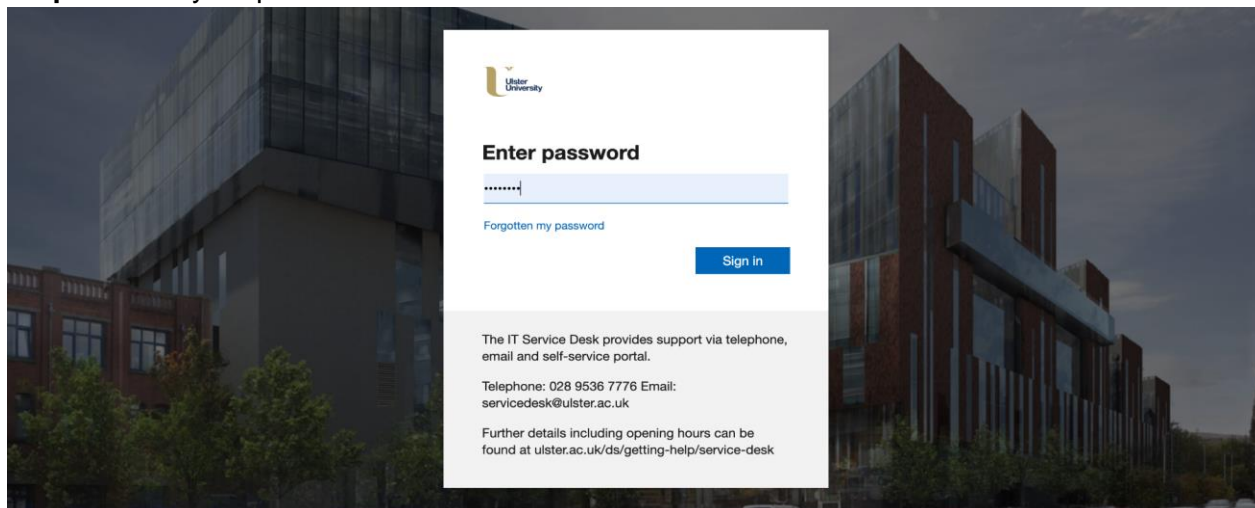 Ulster
University
Enter password
••••••••
Forgotten my password
Sign in
The IT Service Desk provides support via telephone,
email and self-service portal.
Telephone: 028 9536 7776 Email:
servicedesk@ulster.ac.uk
Further details including opening hours can be
found at ulster.ac.uk/ds/getting-help/service-desk